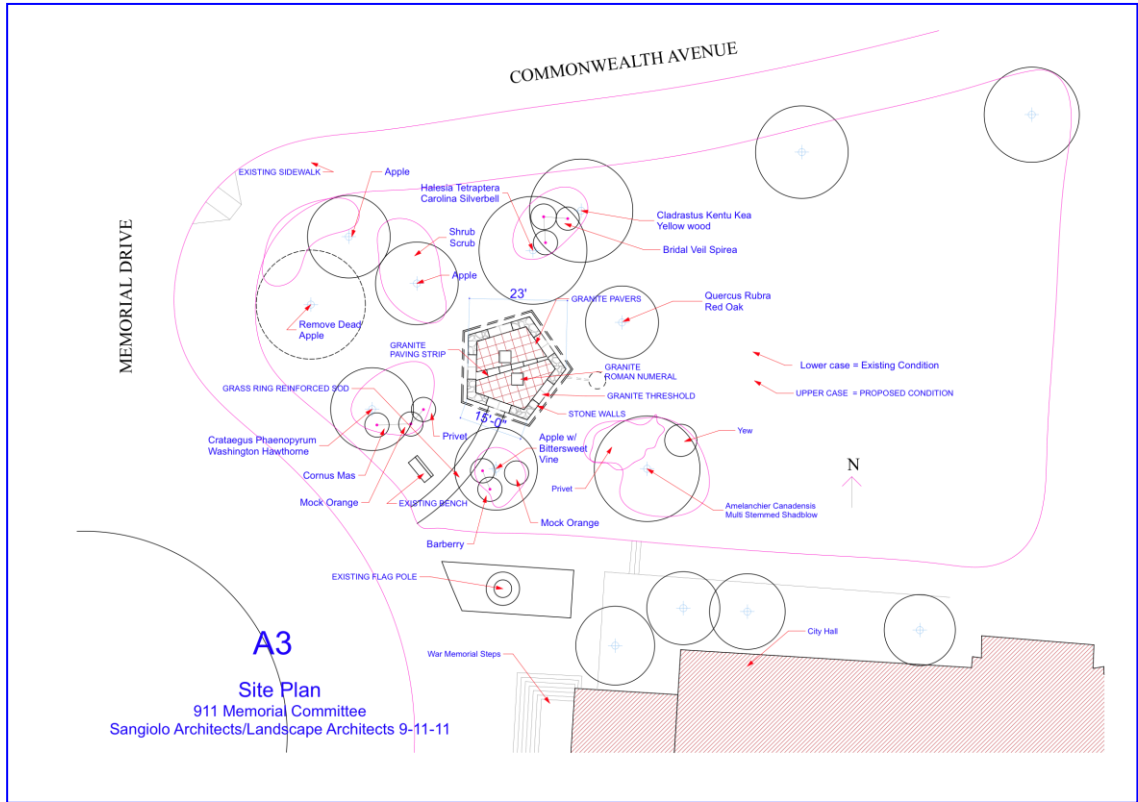 COMMONWEALTH AVENUE
EXISTING SIDEWALK
Apple
Halesia Tetraptera
Carolina Silverbell
Cladrastus Kentu Kea
Yellow wood
Bridal Veil Spirea
MEMORIAL DRIVE
Shrub
Scrub
Apple
23'
GRANITE PAVERS
Quercus Rubra
Red Oak
Remove Dead
Apple
GRANITE
PAVING STRIP
GRANITE
ROMAN NUMERAL
Lower case = Existing Condition
GRASS RING REINFORCED SOD
GRANITE THRESHOLD
UPPER CASE = PROPOSED CONDITION
STONE WALLS
15'-0"
Crataegus Phaenopyrum
Washington Hawthorne
Privet
Apple w/
Bittersweet
Vine
Yew
Cornus Mas
Privet
N
Mock Orange
EXISTING BENCH
Amelanchier Canadensis
Multi Stemmed Shadblow
Mock Orange
Barberry
EXISTING FLAG POLE
City Hall
War Memorial Steps
A3
Site Plan
911 Memorial Committee
Sangiolo Architects/Landscape Architects 9-11-11